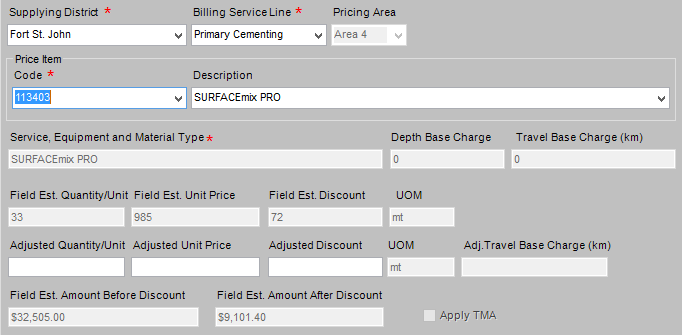 Supplying District * Billing Service Line * Pricing Area
Fort St. John Primary Cementing Area 4
Price Item
Code * Description
113403 SURFACEmix PRO
Service, Equipment and Material Type * Depth Base Charge Travel Base Charge (km)
SURFACEmix PRO 0 0
Field Est. Quantity/Unit Field Est. Unit Price Field Est. Discount UOM
33 985 72 mt
Adjusted Quantity/Unit Adjusted Unit Price Adjusted Discount UOM Adj.Travel Base Charge (km)
mt
Field Est. Amount Before Discount Field Est. Amount After Discount
$32,505.00 $9,101.40 Apply TMA